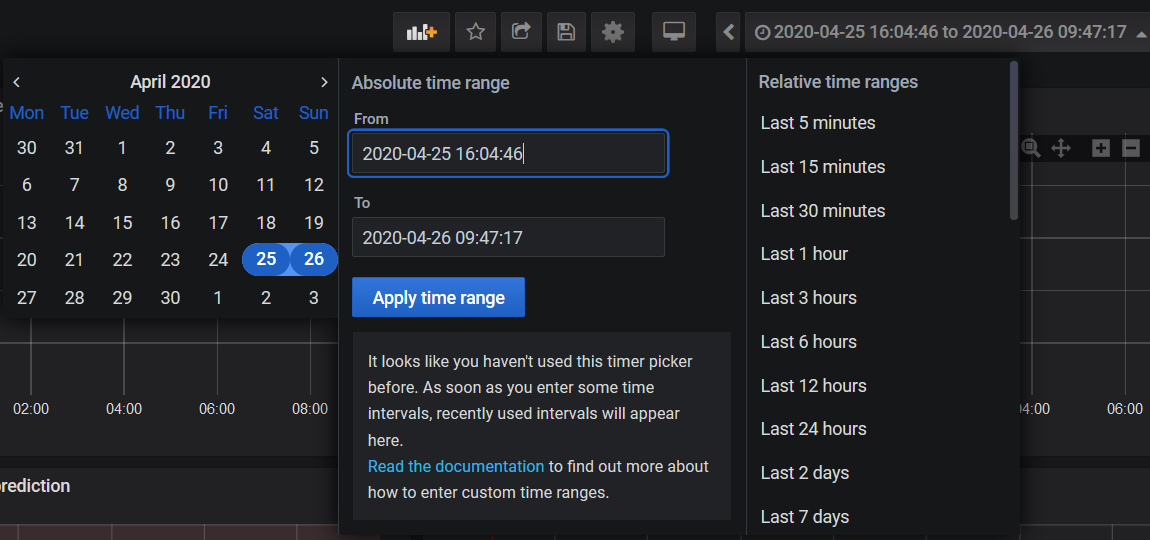 2020-04-25 16:04:46 to 2020-04-26 09:47:17
April 2020
Mon Tue Wed Thu Fri Sat Sun
30 31 1 2 3 4 5
6 7 8 9 10 11 12
13 14 15 16 17 18 19
20 21 22 23 24 25 26
27 28 29 30 1 2 3
Absolute time range
From
2020-04-25 16:04:46
To
2020-04-26 09:47:17
Apply time range
It looks like you haven't used this timer picker
before. As soon as you enter some time
intervals, recently used intervals will appear
here.
Read the documentation to find out more about
how to enter custom time ranges.
Relative time ranges
Last 5 minutes
Last 15 minutes
Last 30 minutes
Last 1 hour
Last 3 hours
Last 6 hours
Last 12 hours
Last 24 hours
Last 2 days
Last 7 days
02:00 04:00 06:00 08:00
4:00 06:00
rediction